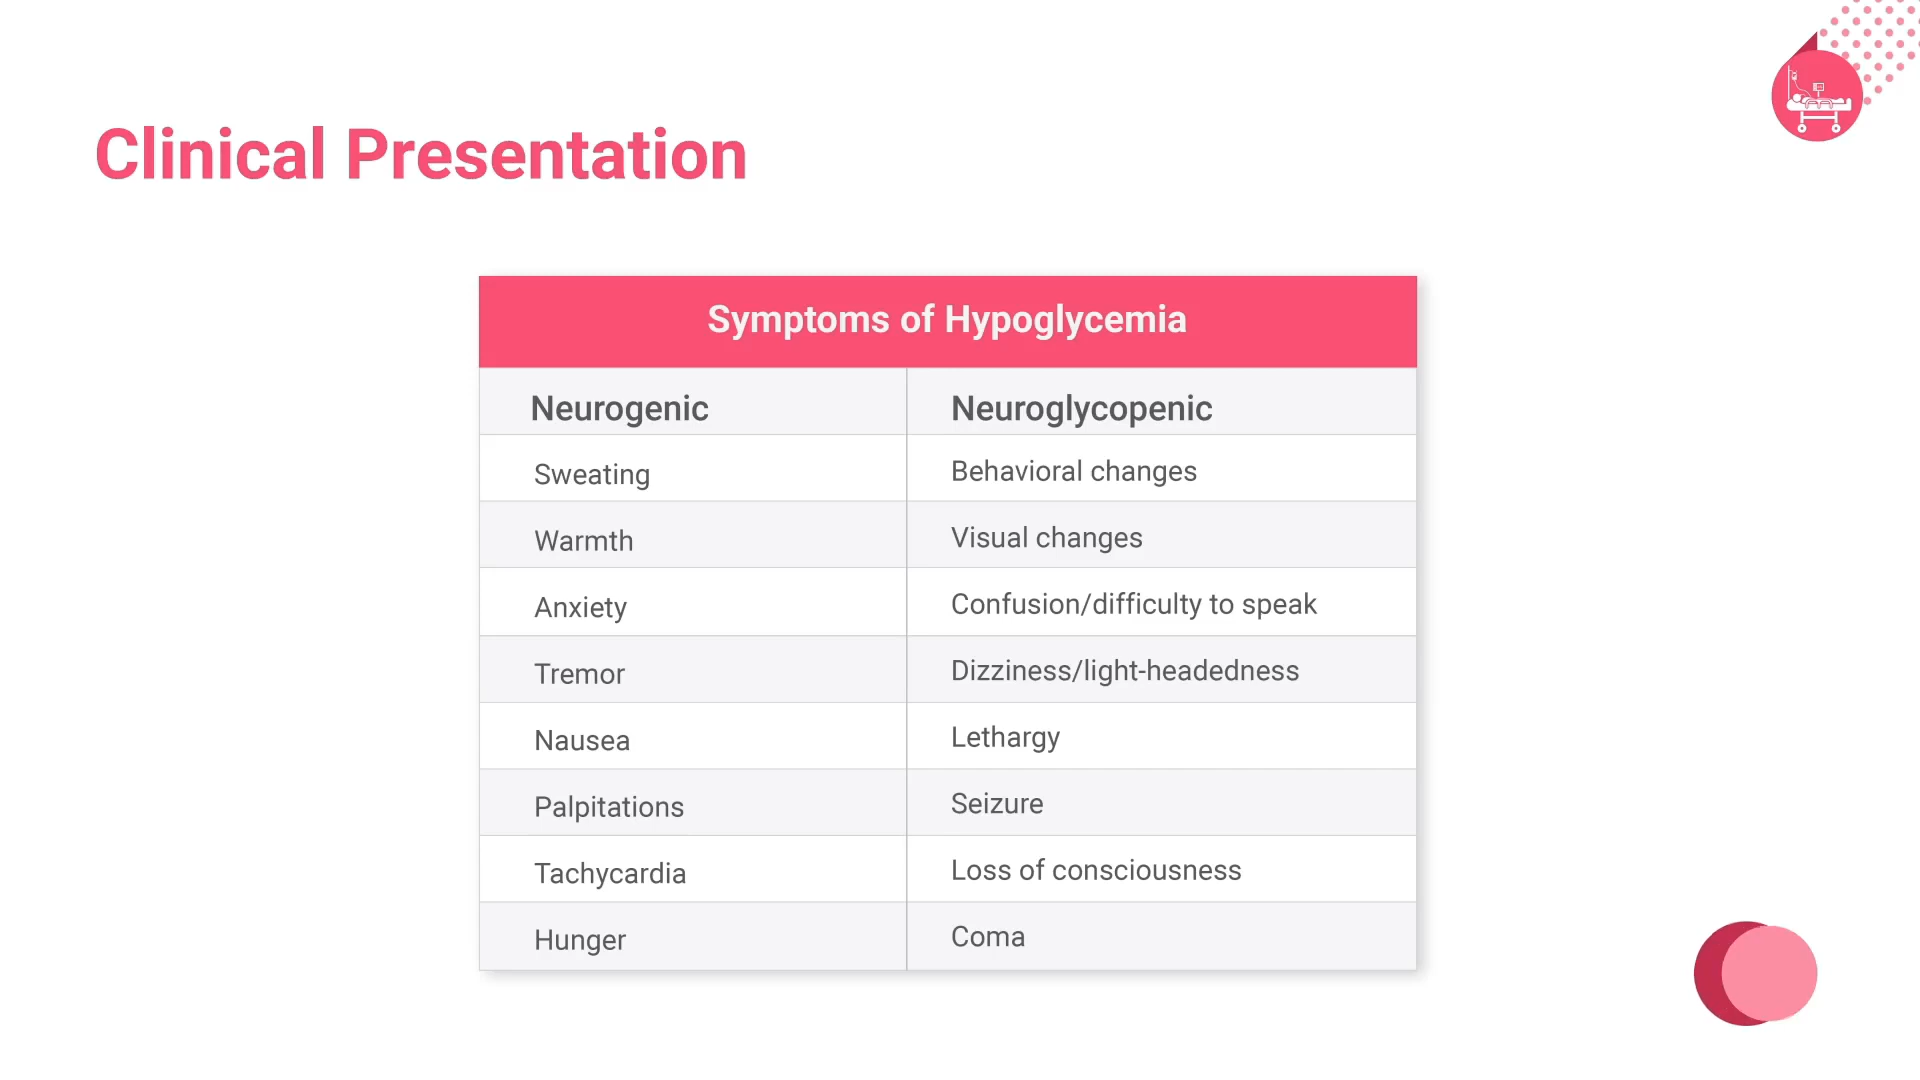 Clinical Presentation
Symptoms of Hypoglycemia
Neurogenic
Neuroglycopenic
Sweating
Behavioral changes
Warmth
Visual changes
Anxiety
Confusion/difficulty to speak
Tremor
Dizziness/light-headedness
Nausea
Lethargy
Palpitations
Seizure
Tachycardia
Loss of consciousness
Hunger
Coma